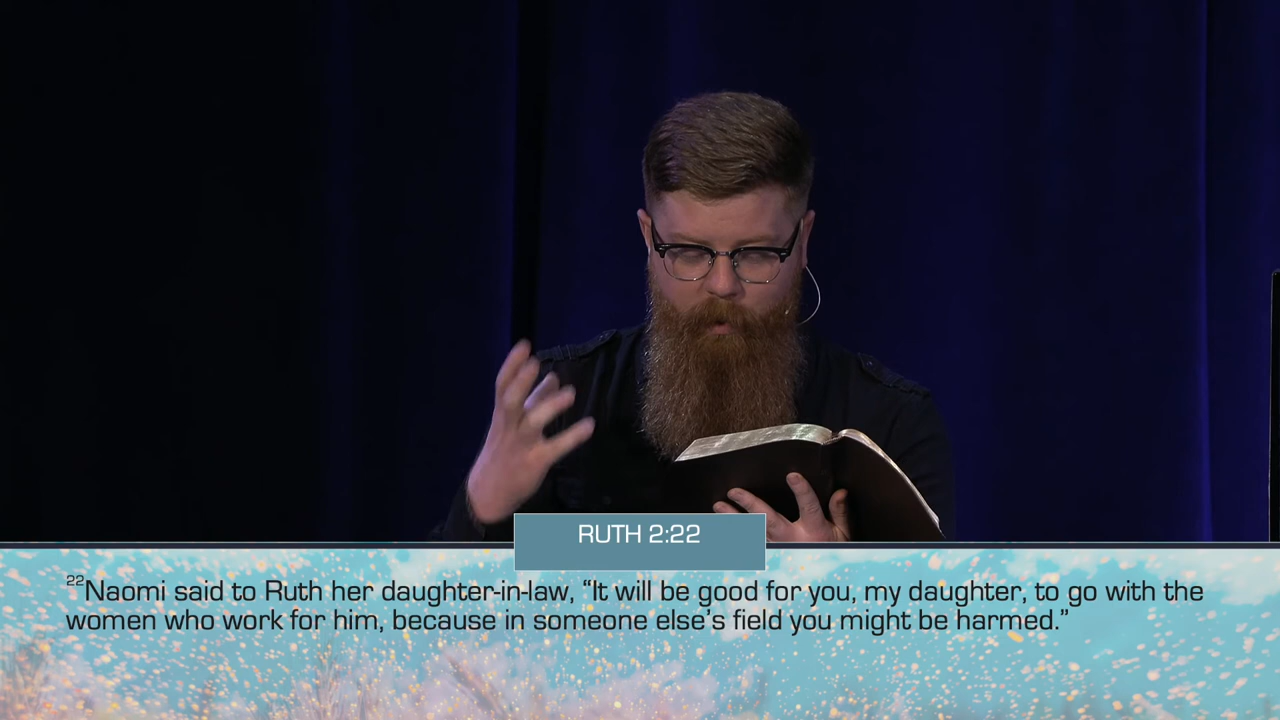 RUTH 2:22
²²Naomi said to Ruth her daughter-in-law, “It will be good for you, my daughter, to go with the
women who work for him, because in someone else’s field you might be harmed.”